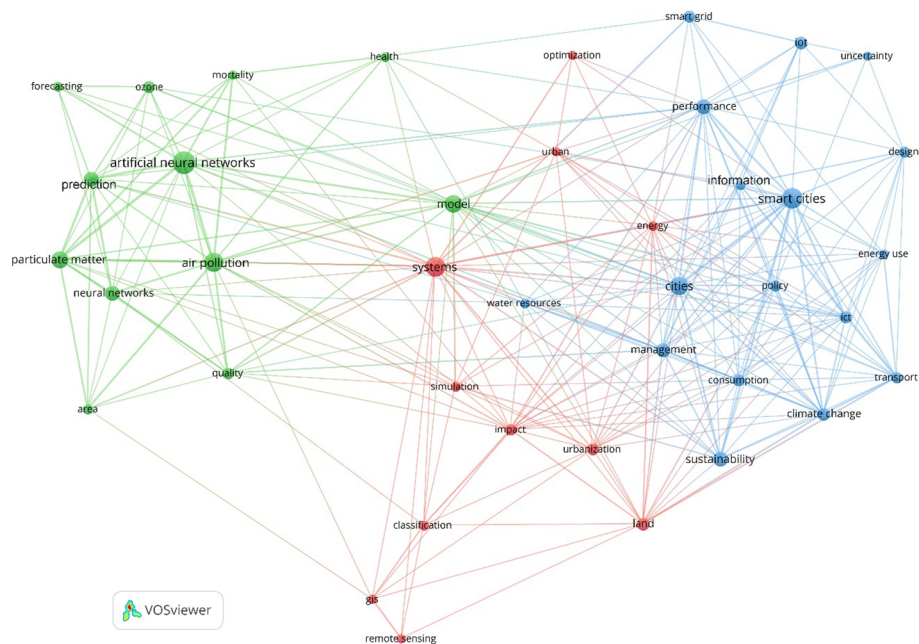 smart grid
iot
health
optimization
uncertainty
mortality
forecasting
ozone
performance
urban
design
artificial neural networks
information
prediction
smart cities
model
energy
energy use
particulate matter
air pollution
systems
cities
policy
neural networks
water resources
ict
management
quality
simulation
consumption
transport
area
climate change
impact
urbanization
sustainability
classification
land
gis
VOSviewer
remote sensing